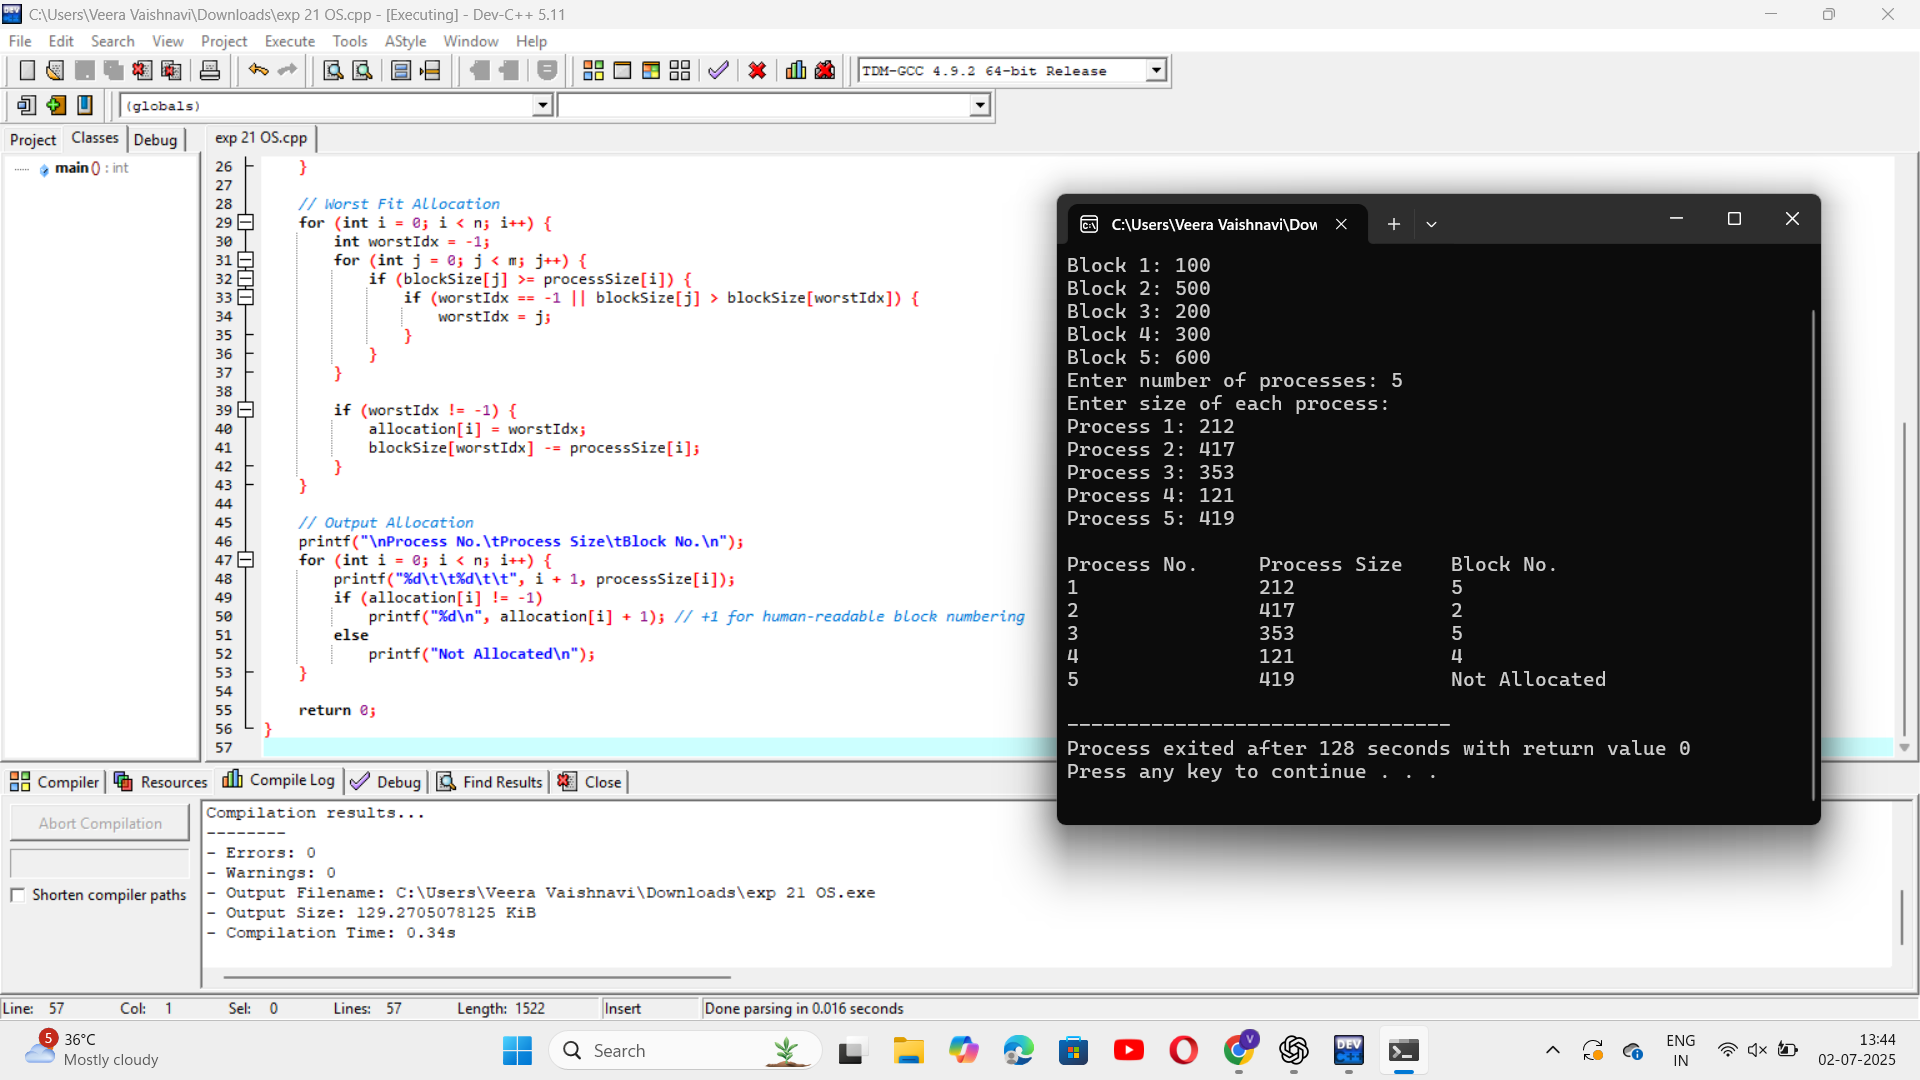 C:\Users\Veera Vaishnavi\Downloads\exp 21 OS.cpp - [Executing] - Dev-C++ 5.11
File Edit Search View Project Execute Tools AStyle Window Help
TDM-GCC 4.9.2 64-bit Release
(globals)
Project Classes Debug
exp 21 OS.cpp
main () : int
26 }
27
28 // Worst Fit Allocation
29 for (int i = 0; i < n; i++) {
30 int worstIdx = -1;
31 for (int j = 0; j < m; j++) {
32 if (blockSize[j] >= processSize[i]) {
33 if (worstIdx == -1 || blockSize[j] > blockSize[worstIdx]) {
34 worstIdx = j;
35 }
36 }
37 }
38
39 if (worstIdx != -1) {
40 allocation[i] = worstIdx;
41 blockSize[worstIdx] -= processSize[i];
42 }
43 }
44
45 // Output Allocation
46 printf("\nProcess No.\tProcess Size\tBlock No.\n");
47 for (int i = 0; i < n; i++) {
48 printf("%d\t\t%d\t\t", i + 1, processSize[i]);
49 if (allocation[i] != -1)
50 printf("%d\n", allocation[i] + 1); // +1 for human-readable block numbering
51 else
52 printf("Not Allocated\n");
53 }
54
55 return 0;
56 }
57
C:\Users\Veera Vaishnavi\Dow
Block 1: 100
Block 2: 500
Block 3: 200
Block 4: 300
Block 5: 600
Enter number of processes: 5
Enter size of each process:
Process 1: 212
Process 2: 417
Process 3: 353
Process 4: 121
Process 5: 419
Process No. Process Size Block No.
1 212 5
2 417 2
3 353 5
4 121 4
5 419 Not Allocated
--------------------------------
Process exited after 128 seconds with return value 0
Press any key to continue . . .
Compiler Resources Compile Log Debug Find Results Close
Abort Compilation
Shorten compiler paths
Compilation results...
--------
- Errors: 0
- Warnings: 0
- Output Filename: C:\Users\Veera Vaishnavi\Downloads\exp 21 OS.exe
- Output Size: 129.2705078125 KiB
- Compilation Time: 0.34s
Line: 57 Col: 1 Sel: 0 Lines: 57 Length: 1522 Insert Done parsing in 0.016 seconds
5
36°C
Mostly cloudy
Search
V
DEV
C++
ENG
IN
13:44
02-07-2025